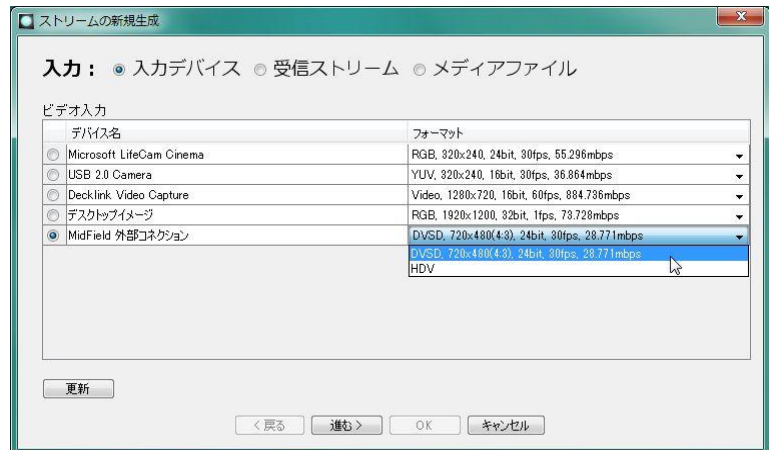 ストリームの新規生成
入力： 入力デバイス 受信ストリーム メディアファイル
ビデオ入力
デバイス名 フォーマット
Microsoft LifeCam Cinema RGB, 320x240, 24bit, 30fps, 55.296mbps
USB 2.0 Camera YUV, 320x240, 16bit, 30fps, 36.864mbps
Decklink Video Capture Video, 1280x720, 16bit, 60fps, 884.736mbps
デスクトップイメージ RGB, 1920x1200, 32bit, 1fps, 73.728mbps
MidField 外部コネクション DVSD, 720x480(4:3), 24bit, 30fps, 28.771mbps
DVSD, 720x480(4:3), 24bit, 30fps, 28.771mbps
HDV
更新
< 戻る 進む > OK キャンセル